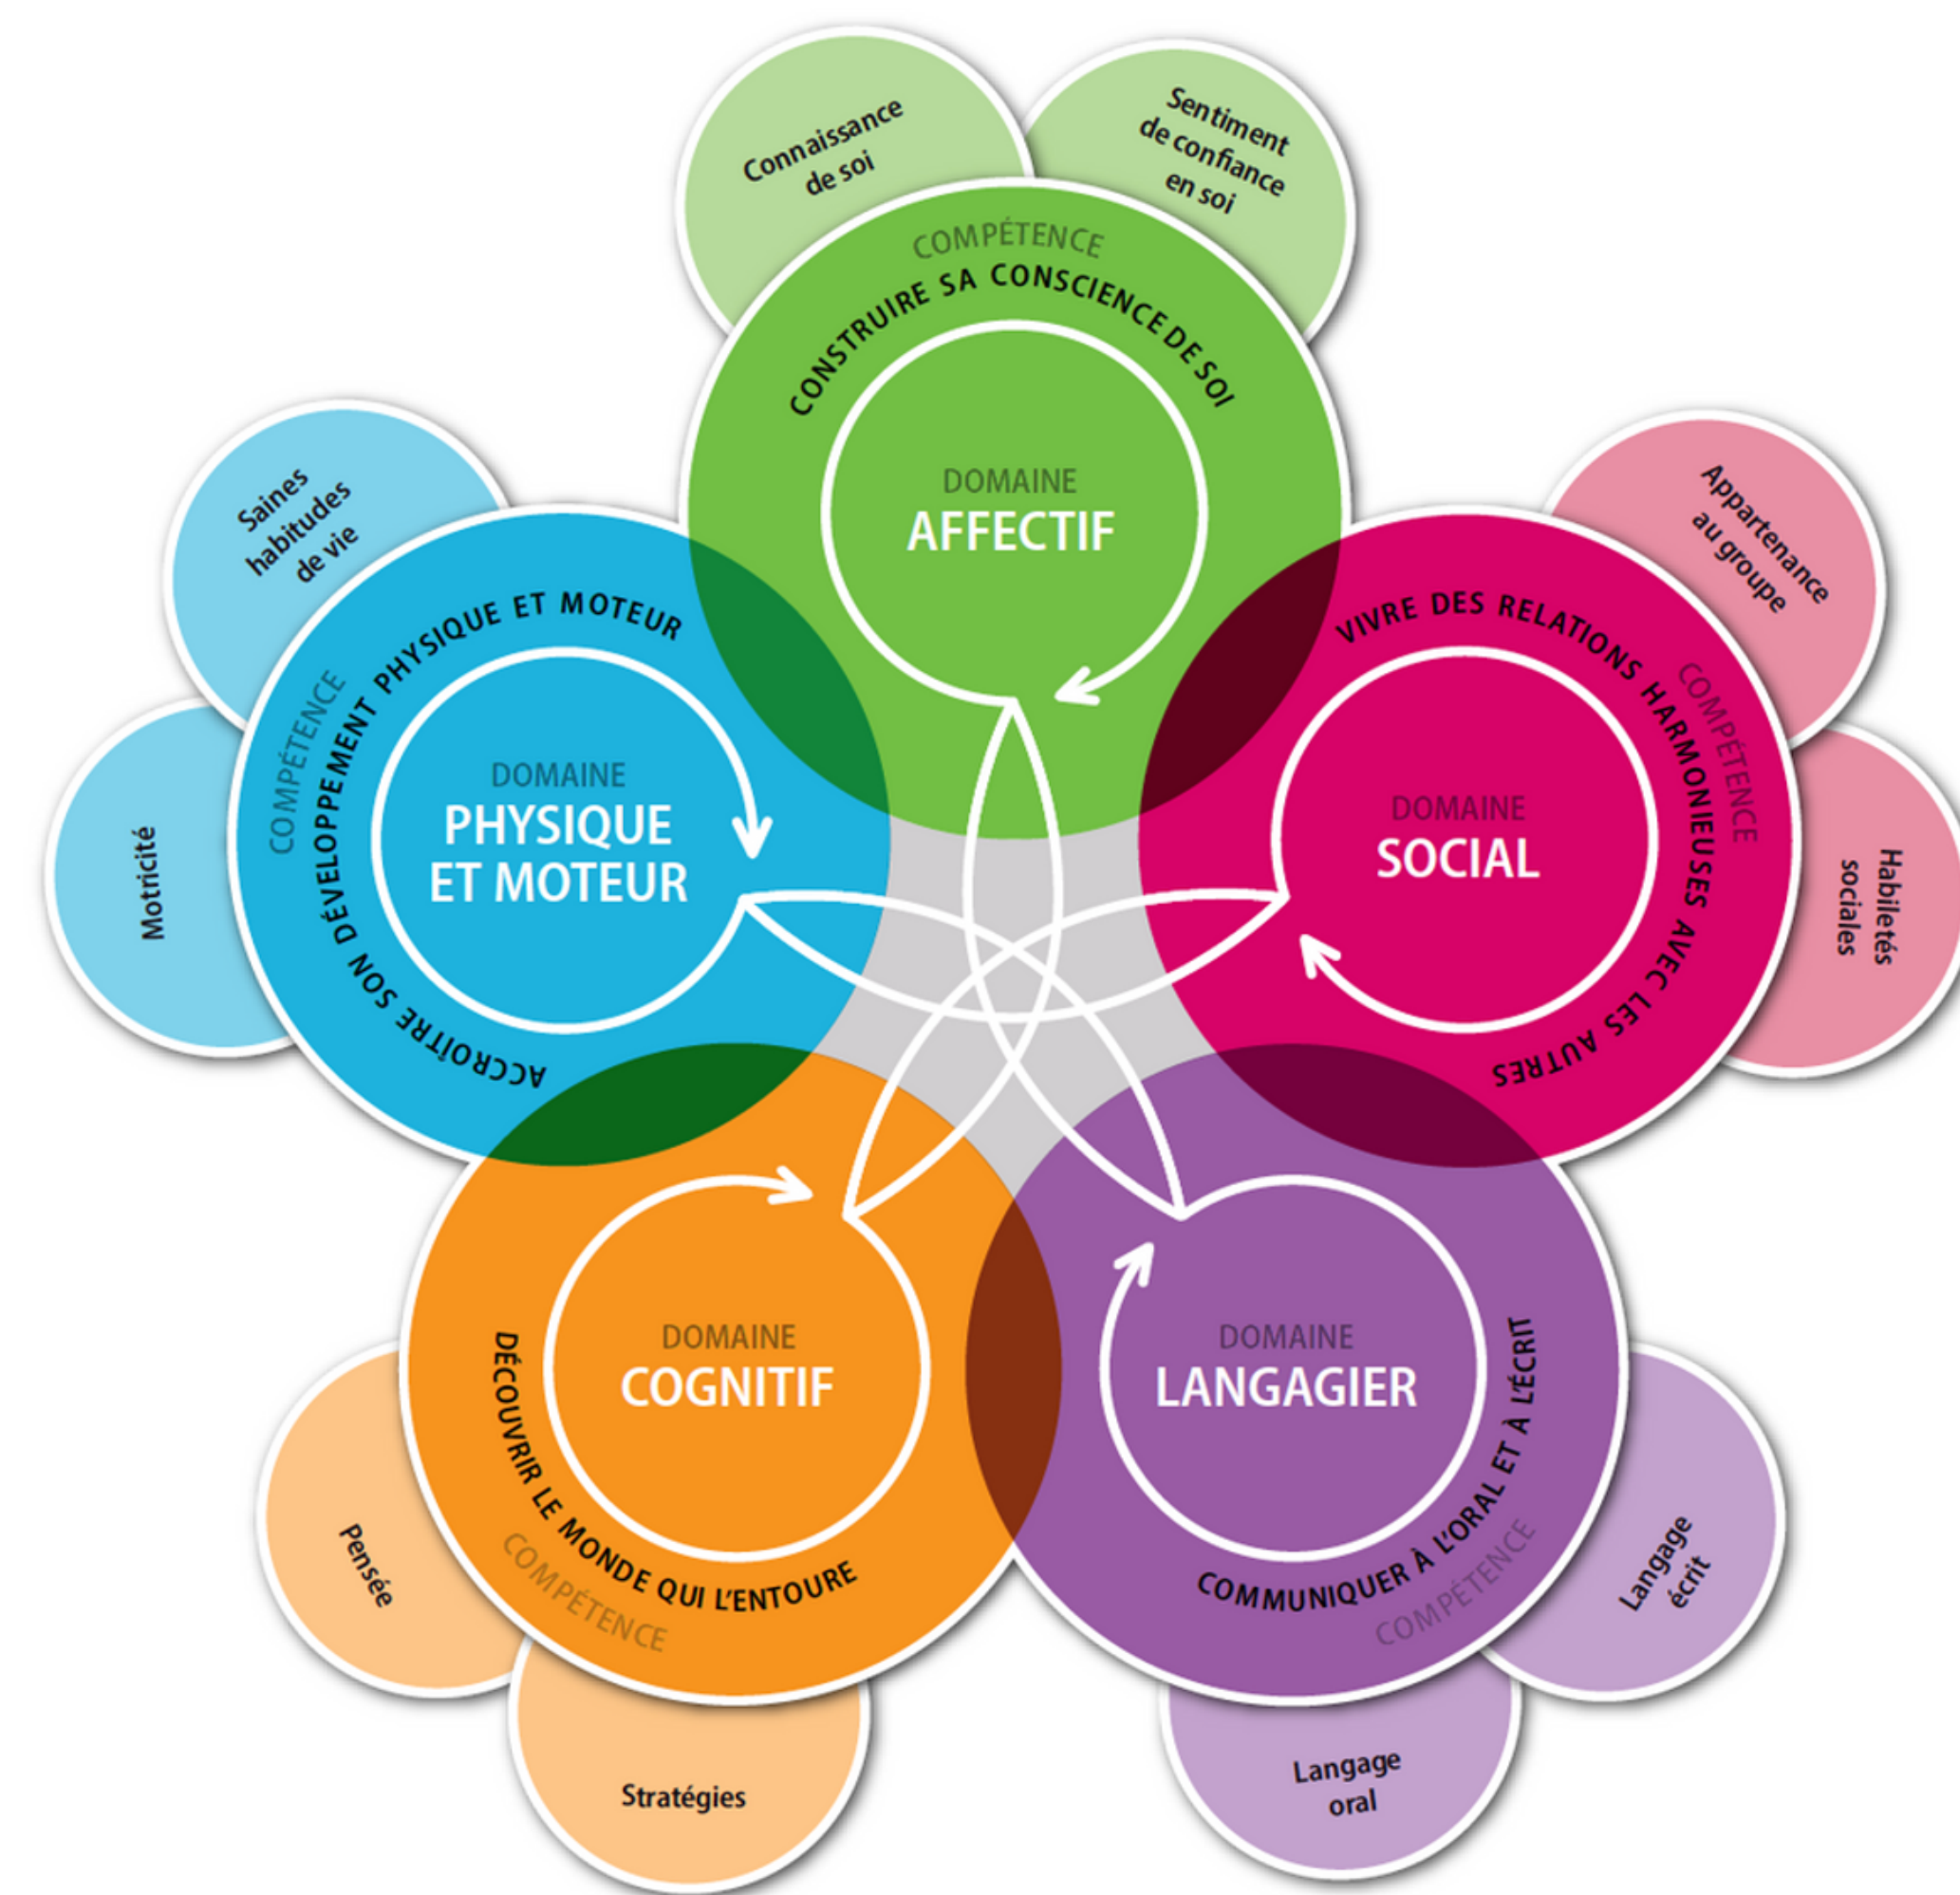 Connaissance
de soi
Sentiment
de confiance
en soi
COMPÉTENCE
CONSTRUIRE SA CONSCIENCE DE SOI
DOMAINE
AFFECTIF
Saines
habitudes
de vie
Motricité
COMPÉTENCE
ACCROÎTRE SON DÉVELOPPEMENT PHYSIQUE ET MOTEUR
DOMAINE
PHYSIQUE
ET MOTEUR
Appartenance
au groupe
Habiletés
sociales
COMPÉTENCE
VIVRE DES RELATIONS HARMONIEUSES AVEC LES AUTRES
DOMAINE
SOCIAL
DOMAINE
COGNITIF
DÉCOUVRIR LE MONDE QUI L'ENTOURE
COMPÉTENCE
Pensée
Stratégies
DOMAINE
LANGAGIER
COMMUNIQUER À L'ORAL ET À L'ÉCRIT
COMPÉTENCE
Langage
écrit
Langage
oral